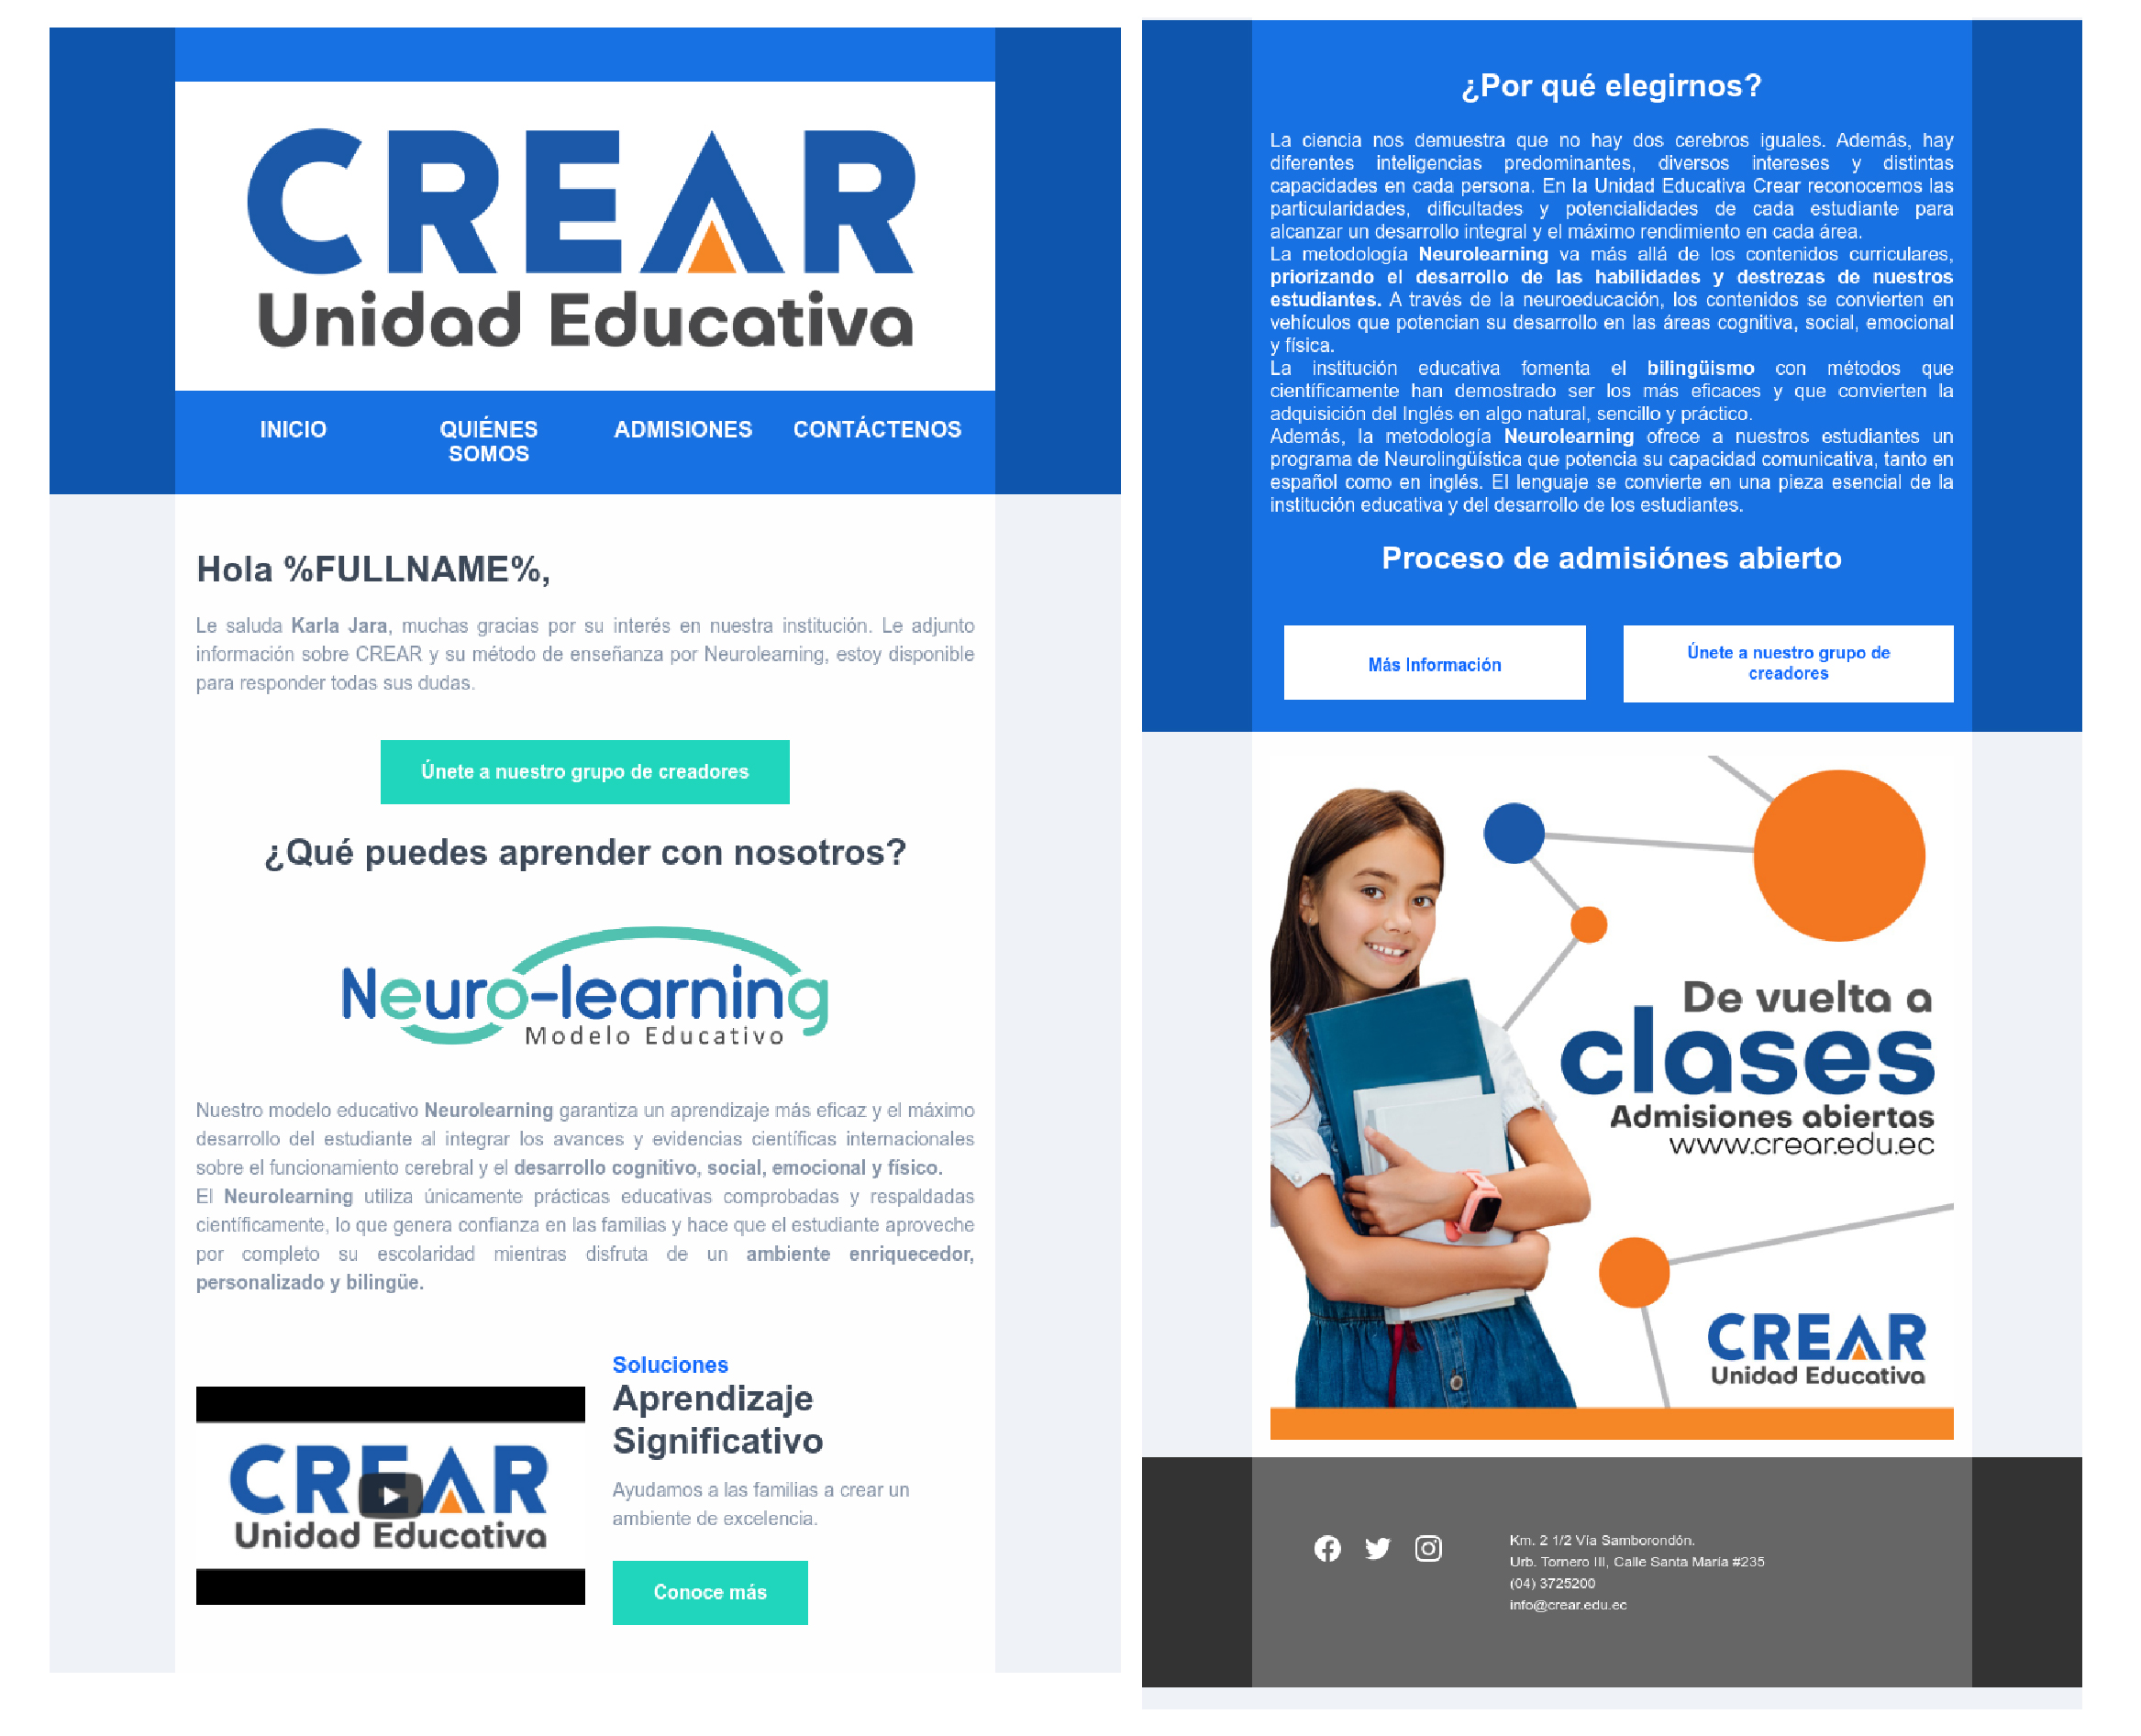 CREAR
Unidad Educativa
INICIO
QUIÉNES
SOMOS
ADMISIONES
CONTÁCTENOS
Hola %FULLNAME%,
Le saluda Karla Jara, muchas gracias por su interés en nuestra institución. Le adjunto
información sobre CREAR y su método de enseñanza por Neurolearning, estoy disponible
para responder todas sus dudas.
Únete a nuestro grupo de creadores
¿Qué puedes aprender con nosotros?
Neuro-learning
Modelo Educativo
Nuestro modelo educativo Neurolearning garantiza un aprendizaje más eficaz y el máximo
desarrollo del estudiante al integrar los avances y evidencias científicas internacionales
sobre el funcionamiento cerebral y el desarrollo cognitivo, social, emocional y físico.
El Neurolearning utiliza únicamente prácticas educativas comprobadas y respaldadas
científicamente, lo que genera confianza en las familias y hace que el estudiante aproveche
por completo su escolaridad mientras disfruta de un ambiente enriquecedor,
personalizado y bilingüe.
CREAR
Unidad Educativa
Soluciones
Aprendizaje
Significativo
Ayudamos a las familias a crear un
ambiente de excelencia.
Conoce más
¿Por qué elegirnos?
La ciencia nos demuestra que no hay dos cerebros iguales. Además, hay
diferentes inteligencias predominantes, diversos intereses y distintas
capacidades en cada persona. En la Unidad Educativa Crear reconocemos las
particularidades, dificultades y potencialidades de cada estudiante para
alcanzar un desarrollo integral y el máximo rendimiento en cada área.
La metodología Neurolearning va más allá de los contenidos curriculares,
priorizando el desarrollo de las habilidades y destrezas de nuestros
estudiantes. A través de la neuroeducación, los contenidos se convierten en
vehículos que potencian su desarrollo en las áreas cognitiva, social, emocional
y física.
La institución educativa fomenta el bilingüismo con métodos que
científicamente han demostrado ser los más eficaces y que convierten la
adquisición del Inglés en algo natural, sencillo y práctico.
Además, la metodología Neurolearning ofrece a nuestros estudiantes un
programa de Neurolingüística que potencia su capacidad comunicativa, tanto en
español como en inglés. El lenguaje se convierte en una pieza esencial de la
institución educativa y del desarrollo de los estudiantes.
Proceso de admisiónes abierto
Más Información
Únete a nuestro grupo de
creadores
De vuelta a
clases
Admisiones abiertas
www.crear.edu.ec
CREAR
Unidad Educativa
Km. 2 1/2 Vía Samborondón.
Urb. Tornero III, Calle Santa María #235
(04) 3725200
info@crear.edu.ec